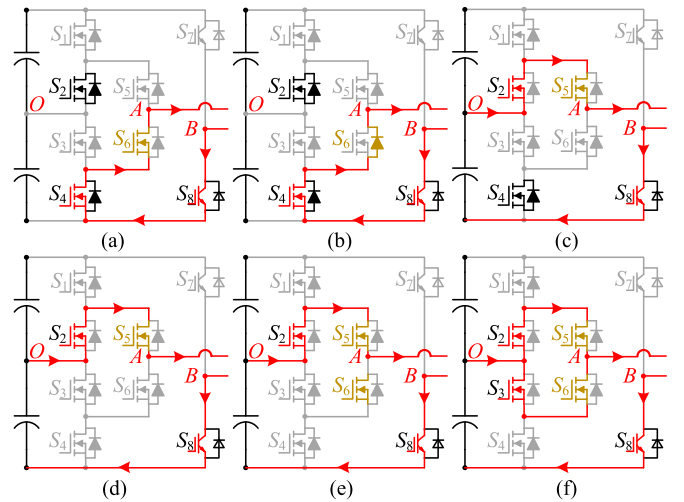 S1 S7 S1 S7 S1 S7
S2 S5 S2 S5 S2 S5
O A O A O A
B B B
S3 S6 S3 S6 S3 S6
S4 S8 S4 S8 S4 S8
(a) (b) (c)
S1 S7 S1 S7 S1 S7
S2 S5 S2 S5 S2 S5
O A O A O A
B B B
S3 S6 S3 S6 S3 S6
S4 S8 S4 S8 S4 S8
(d) (e) (f)